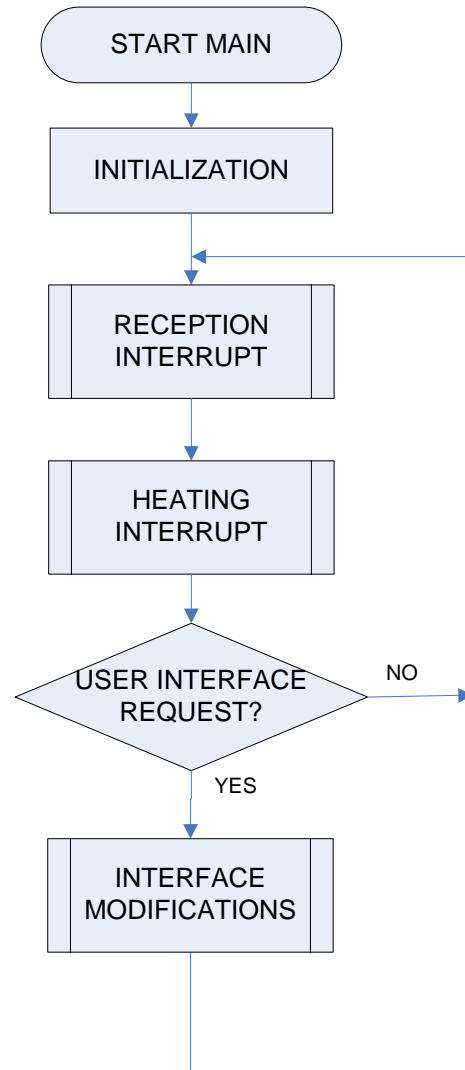 START MAIN
INITIALIZATION
RECEPTION
INTERRUPT
HEATING
INTERRUPT
USER INTERFACE
REQUEST?
NO
YES
INTERFACE
MODIFICATIONS